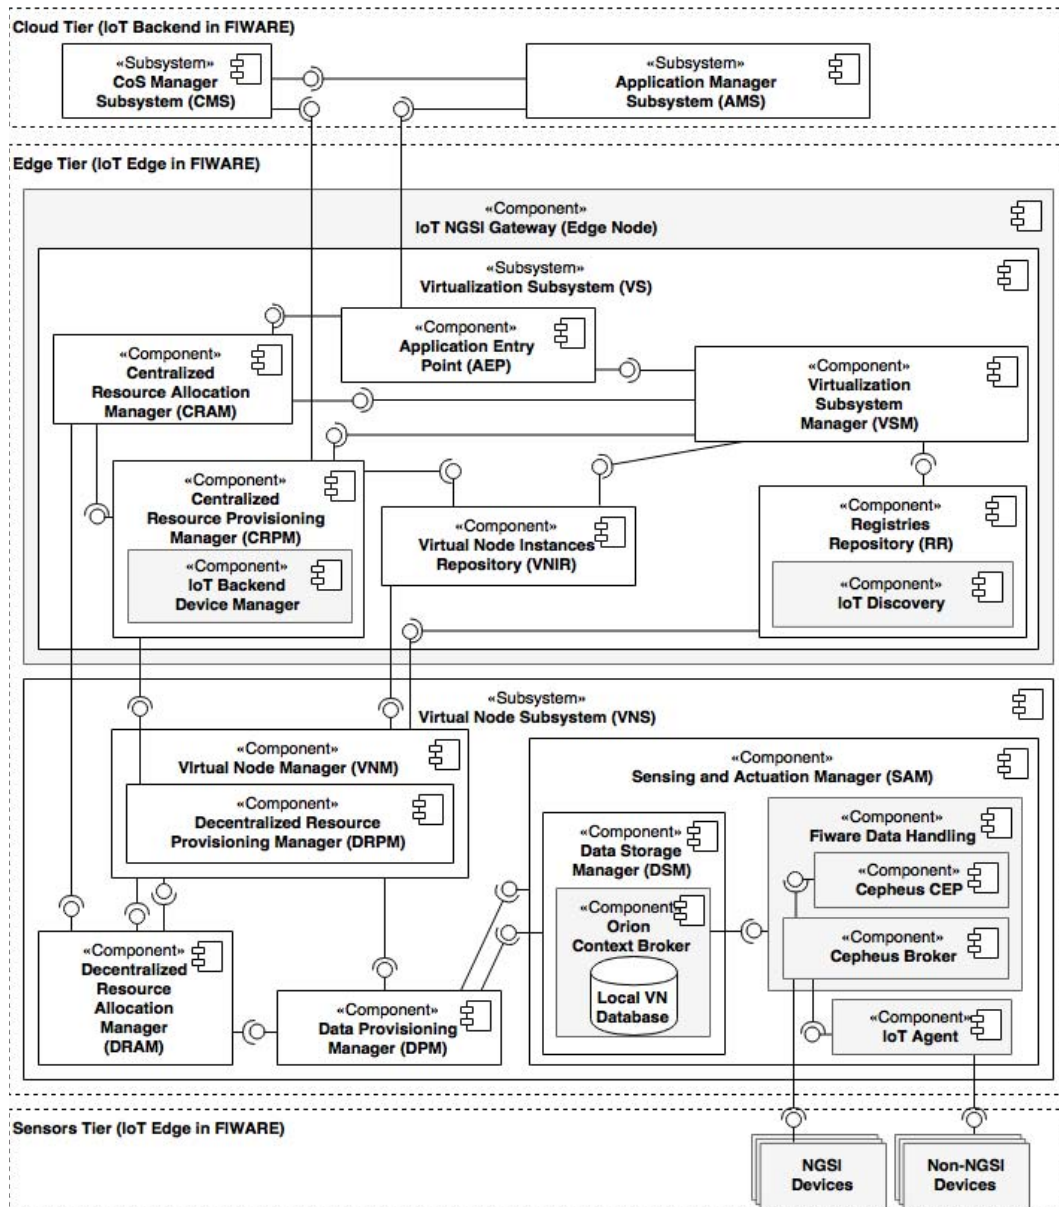 Cloud Tier (IoT Backend in FIWARE)
«Subsystem»
CoS Manager
Subsystem (CMS)
«Subsystem»
Application Manager
Subsystem (AMS)
Edge Tier (IoT Edge in FIWARE)
«Component»
IoT NGSI Gateway (Edge Node)
«Subsystem»
Virtualization Subsystem (VS)
«Component»
Application Entry
Point (AEP)
«Component»
Centralized
Resource Allocation
Manager (CRAM)
«Component»
Virtualization
Subsystem
Manager (VSM)
«Component»
Centralized
Resource Provisioning
Manager (CRPM)
«Component»
IoT Backend
Device Manager
«Component»
Virtual Node Instances
Repository (VNIR)
«Component»
Registries
Repository (RR)
«Component»
IoT Discovery
«Subsystem»
Virtual Node Subsystem (VNS)
«Component»
Virtual Node Manager (VNM)
«Component»
Decentralized Resource
Provisioning Manager (DRPM)
«Component»
Sensing and Actuation Manager (SAM)
«Component»
Data Storage
Manager (DSM)
«Component»
Orion
Context Broker
Local VN
Database
«Component»
Fiware Data Handling
«Component»
Cepheus CEP
«Component»
Cepheus Broker
«Component»
IoT Agent
«Component»
Decentralized
Resource
Allocation
Manager
(DRAM)
«Component»
Data Provisioning
Manager (DPM)
Sensors Tier (IoT Edge in FIWARE)
NGSI
Devices
Non-NGSI
Devices